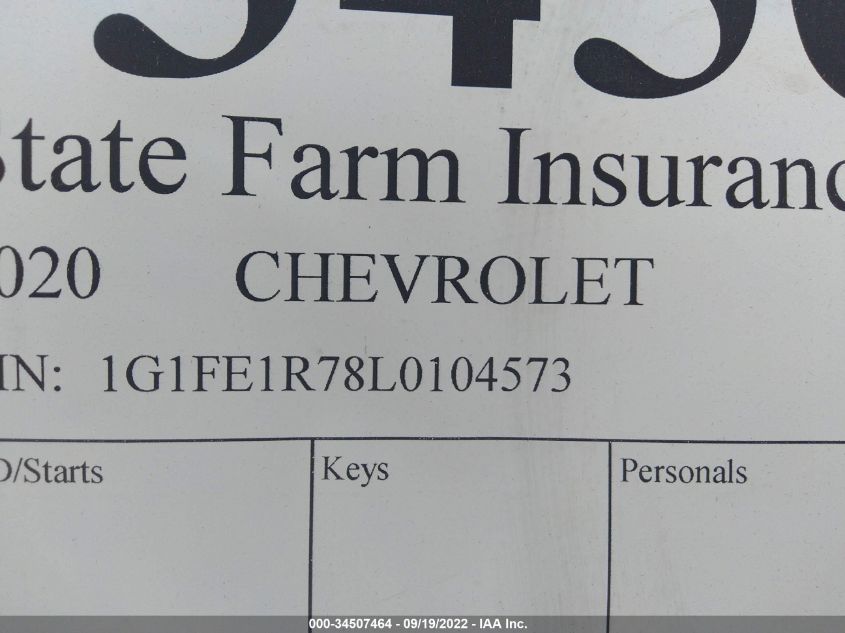 State Farm Insuranc
020 CHEVROLET
IN: 1G1FE1R78L0104573
D/Starts Keys Personals
000-34507464 - 09/19/2022 - IAA Inc.